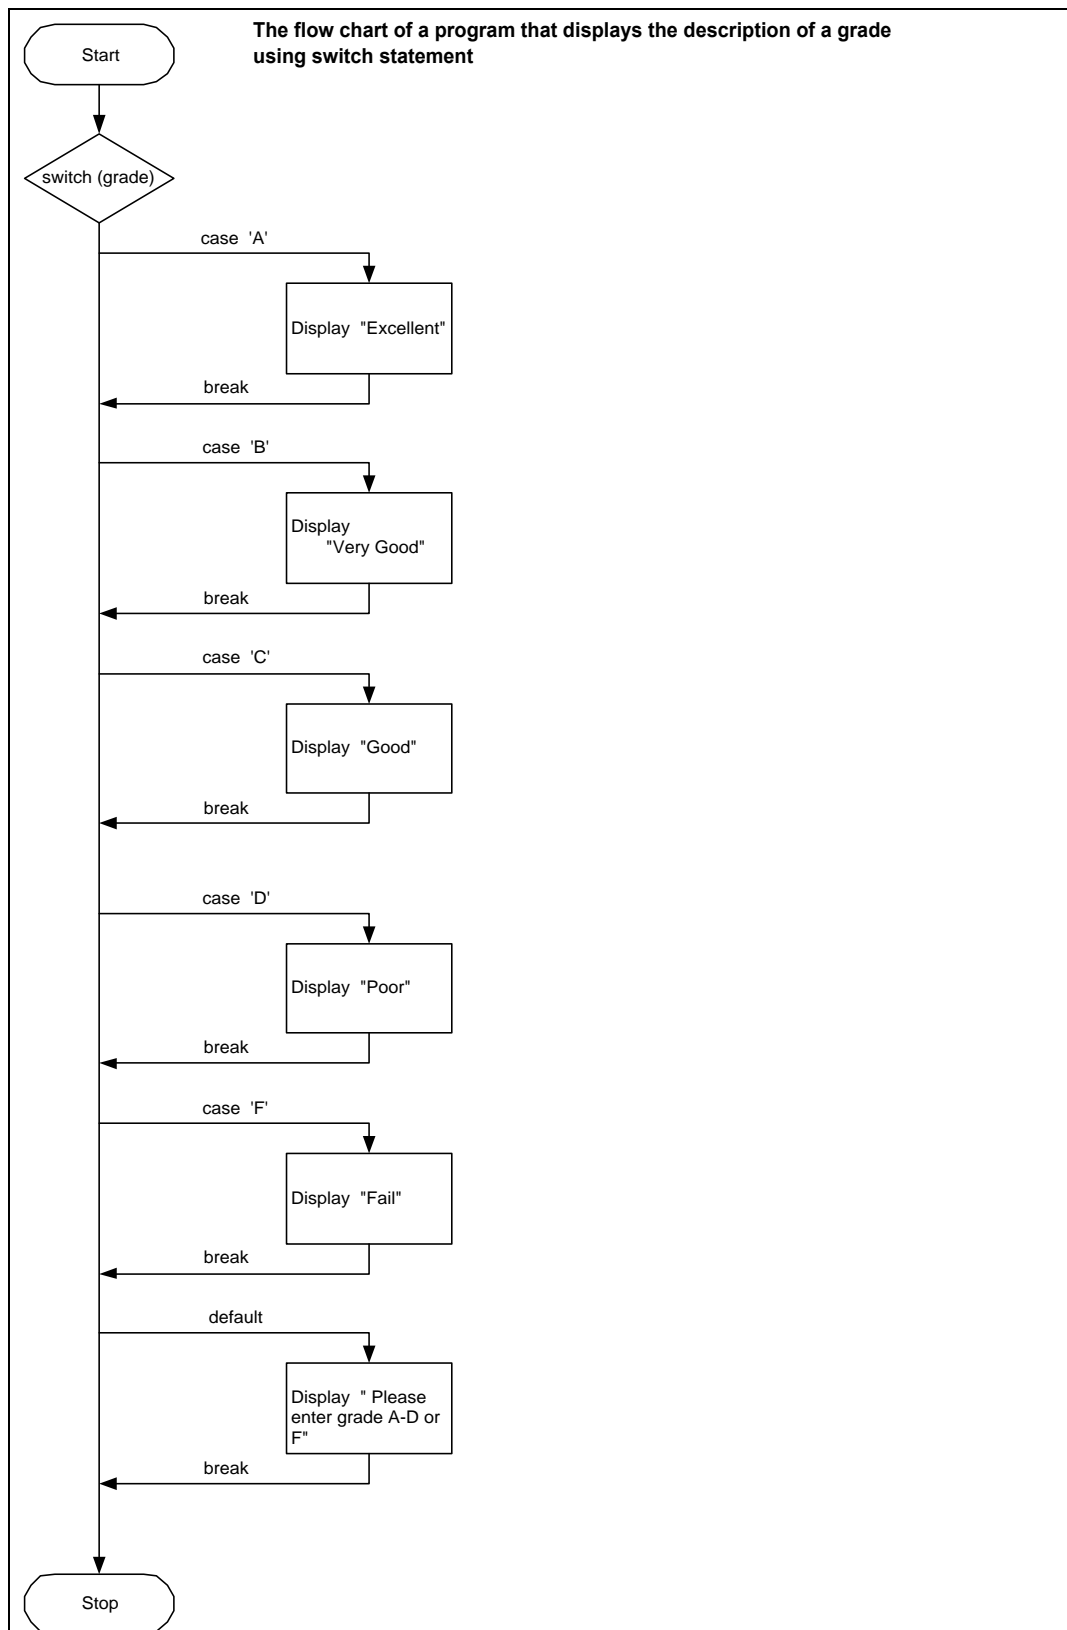 The flow chart of a program that displays the description of a grade
using switch statement
Start
switch (grade)
case 'A'
Display "Excellent"
break
case 'B'
Display
"Very Good"
break
case 'C'
Display "Good"
break
case 'D'
Display "Poor"
break
case 'F'
Display "Fail"
break
default
Display " Please
enter grade A-D or
F"
break
Stop